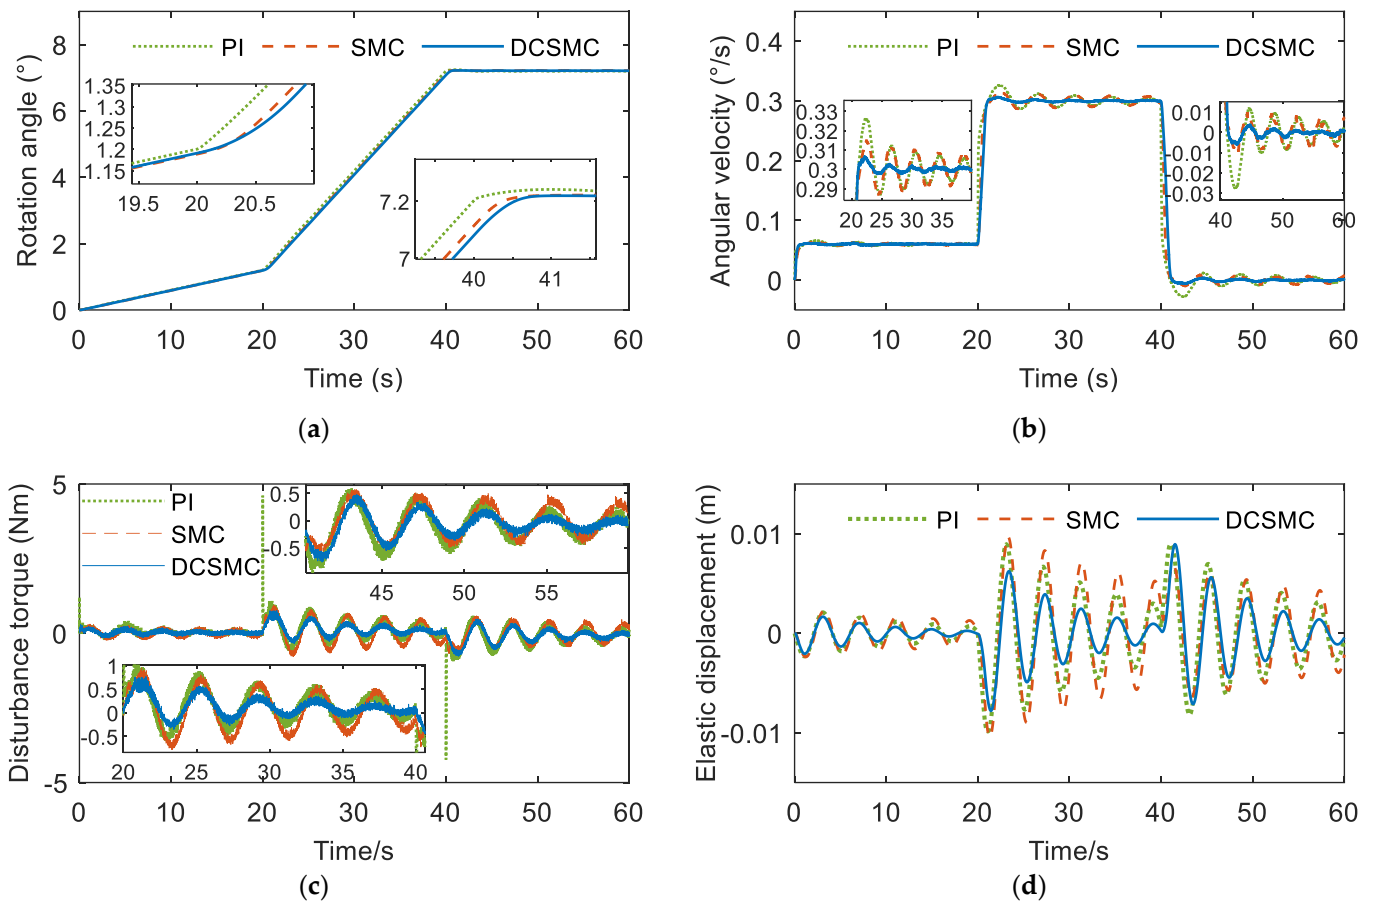 8
6
4
2
0
Rotation angle (°)
PI SMC DCSMC
1.35
1.3
1.25
1.2
1.15
19.5 20 20.5
7.2
7
40 41
0 10 20 30 40 50 60
Time (s)
(a)
0.4
0.3
0.2
0.1
0
Angular velocity (°/s)
PI SMC DCSMC
0.33
0.31
0.30
0.29
20 25 30 35
0.01
0
-0.01
-0.03
40 50 60
0 10 20 30 40 50 60
Time (s)
(b)
5
0
-5
Disturbance torque (Nm)
PI
SMC
DCSMC
0.5
0
-0.5
45 50 55
1
0.5
0
-0.5
20 25 30 35 40
0 10 20 30 40 50 60
Time/s
(c)
0.01
0
-0.01
Elastic displacement (m)
PI SMC DCSMC
0 10 20 30 40 50 60
Time/s
(d)